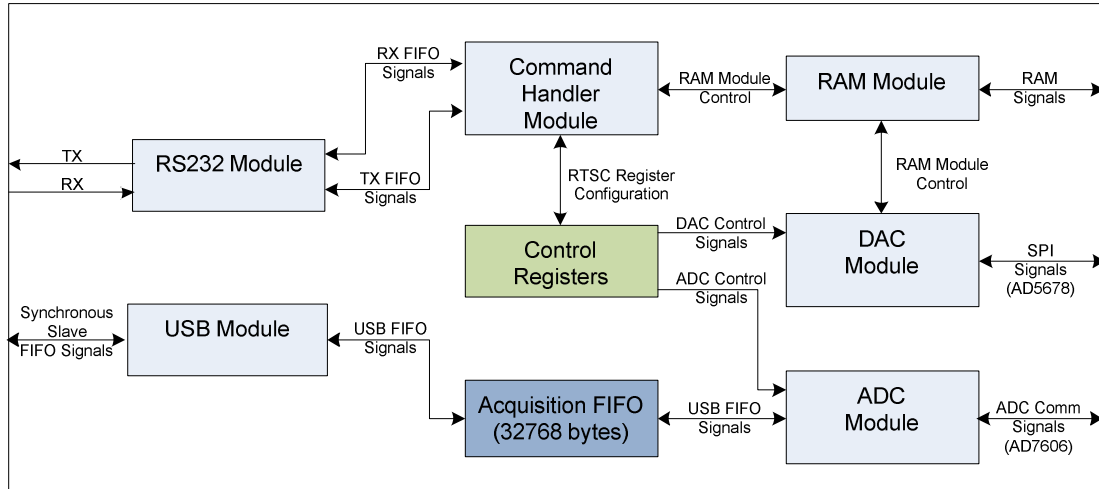 RX FIFO
Signals
Command
Handler
Module
RAM Module
Control
RAM Module
RAM
Signals
TX
RX
RS232 Module
TX FIFO
Signals
RTSC Register
Configuration
RAM Module
Control
Control
Registers
DAC Control
Signals
ADC Control
Signals
DAC
Module
SPI
Signals
(AD5678)
Synchronous
Slave
FIFO Signals
USB Module
USB FIFO
Signals
Acquisition FIFO
(32768 bytes)
USB FIFO
Signals
ADC
Module
ADC Comm
Signals
(AD7606)